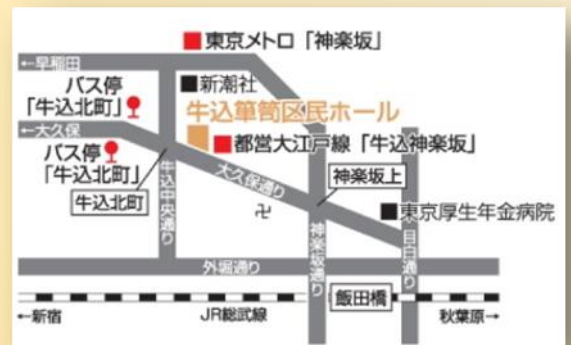 東京メトロ「神楽坂」
←早稲田
バス停
「牛込北町」
新潮社
牛込箪笥区民ホール
←大久保
都営大江戸線「牛込神楽坂」
バス停
「牛込北町」
大久保通り
神楽坂上
牛込北町
牛込中央通り
卍
東京厚生年金病院
神楽坂通り
目白通り
外堀通り
飯田橋
←新宿
JR総武線
秋葉原→